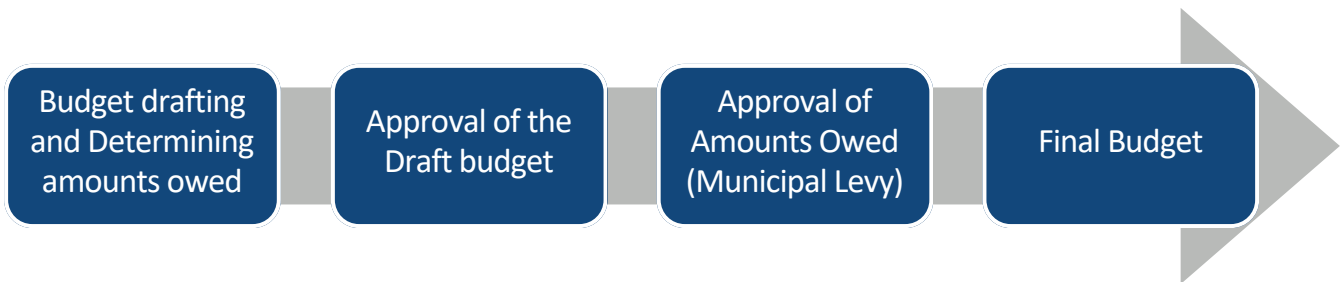 Budget drafting
and Determining
amounts owed
Approval of the
Draft budget
Approval of
Amounts Owed
(Municipal Levy)
Final Budget